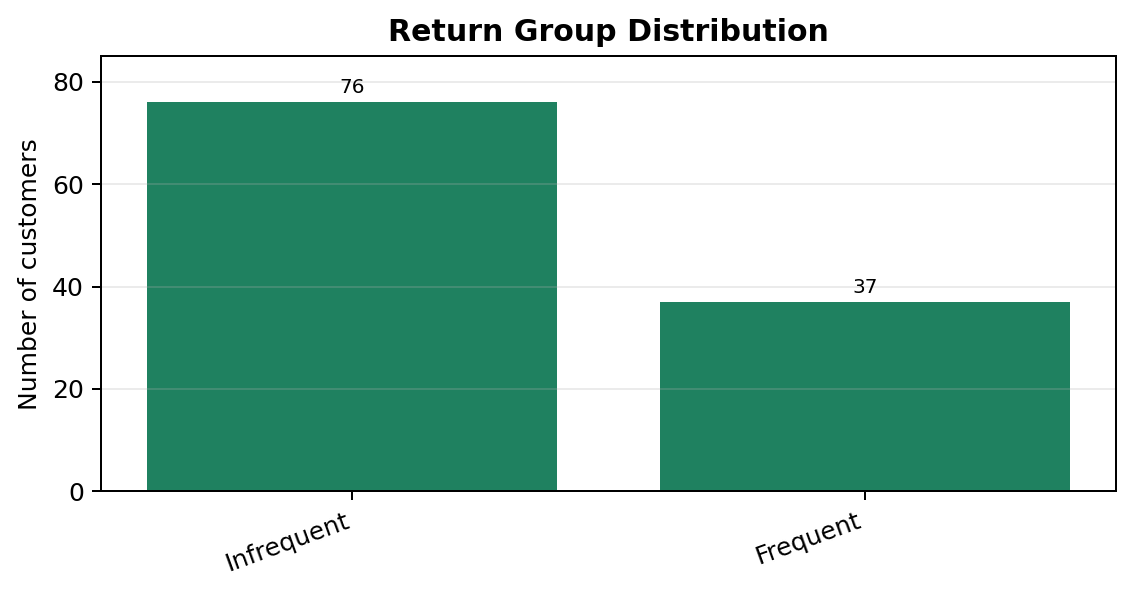 Return Group Distribution
Number of customers
80
60
40
20
0
76
37
Infrequent
Frequent